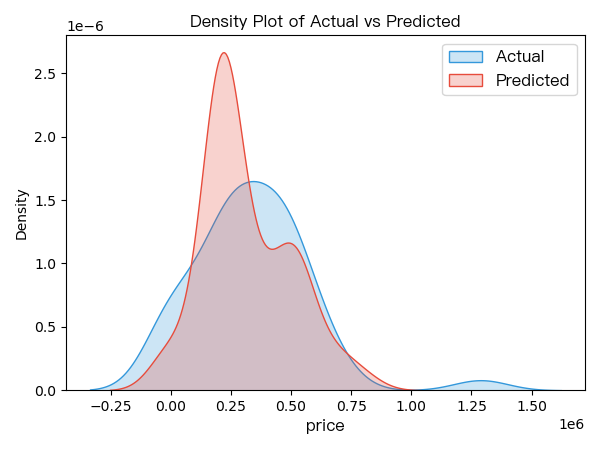 Density Plot of Actual vs Predicted
1e−6
Actual
Predicted
2.5
2.0
1.5
1.0
0.5
0.0
Density
−0.25 0.00 0.25 0.50 0.75 1.00 1.25 1.50
price
1e6